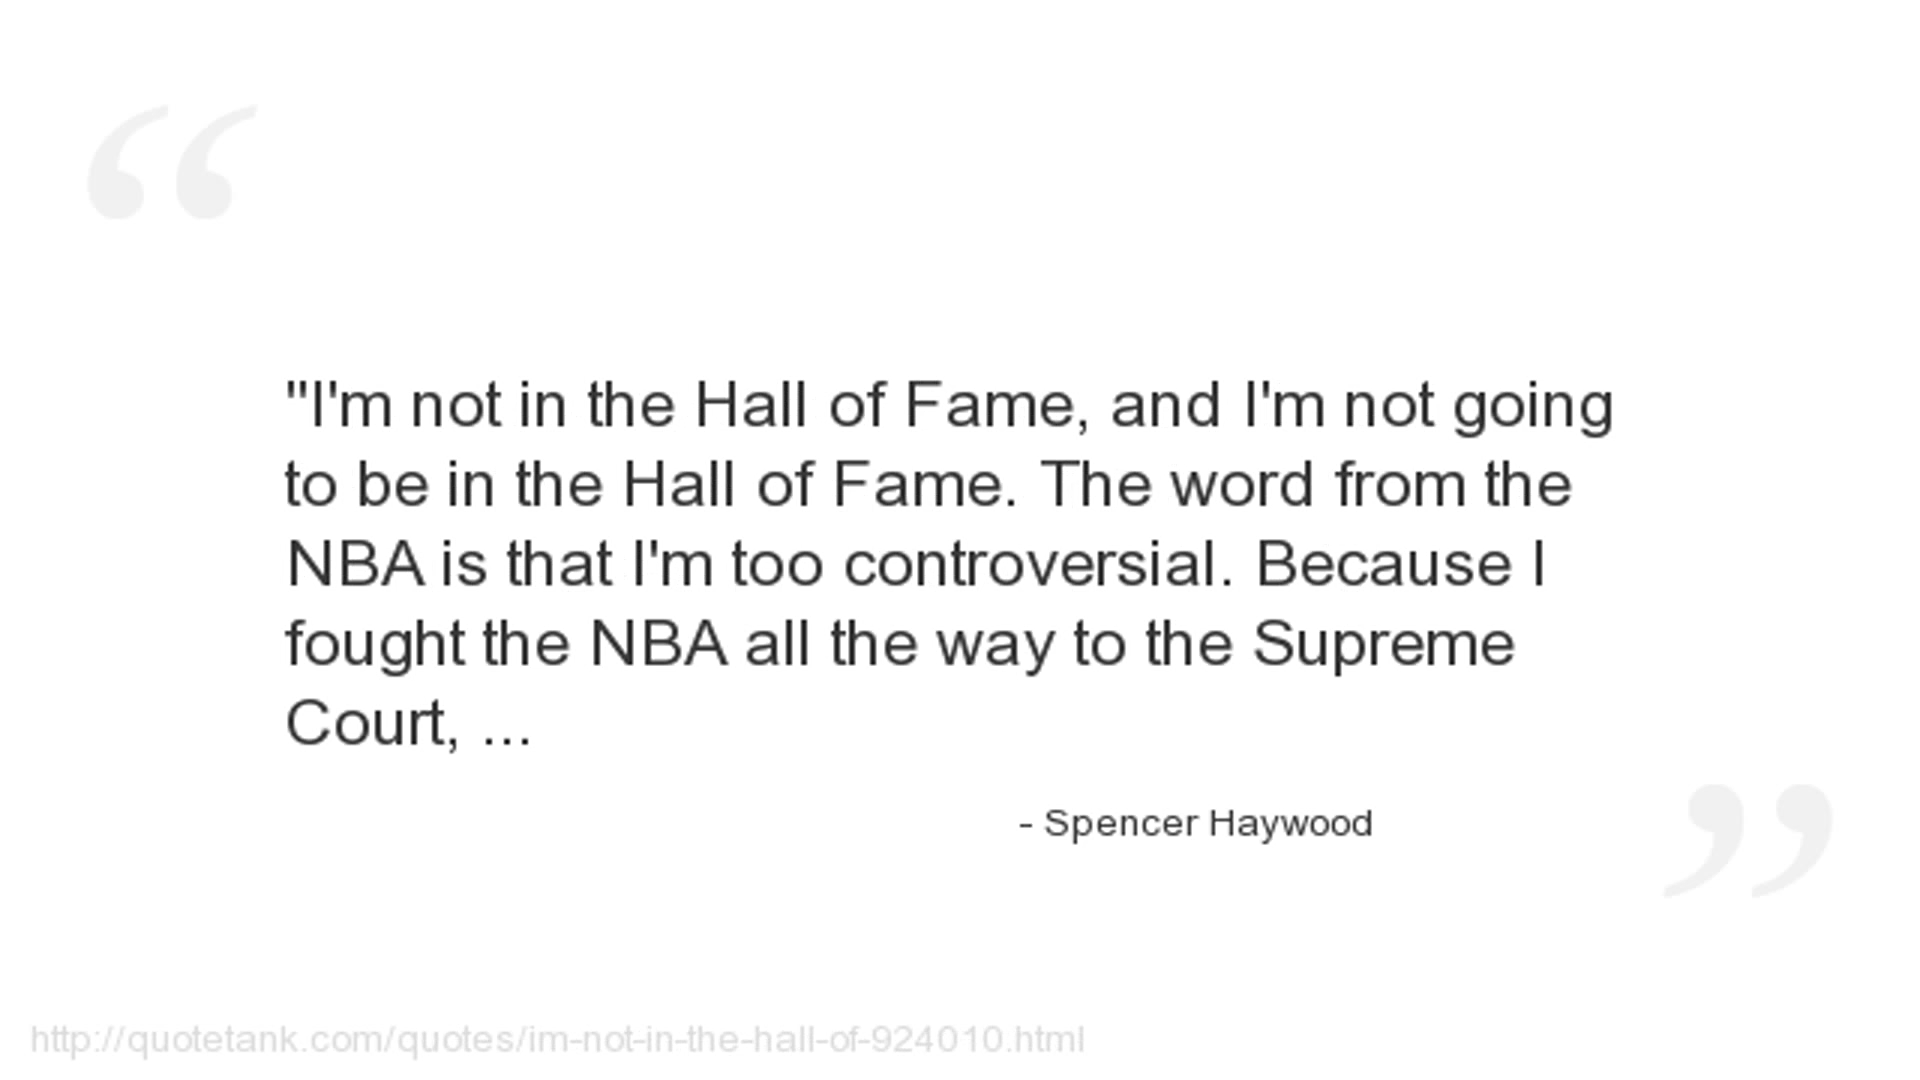 "I'm not in the Hall of Fame, and I'm not going
to be in the Hall of Fame. The word from the
NBA is that I'm too controversial. Because I
fought the NBA all the way to the Supreme
Court, ...
- Spencer Haywood
http://quotetank.com/quotes/im-not-in-the-hall-of-924010.html